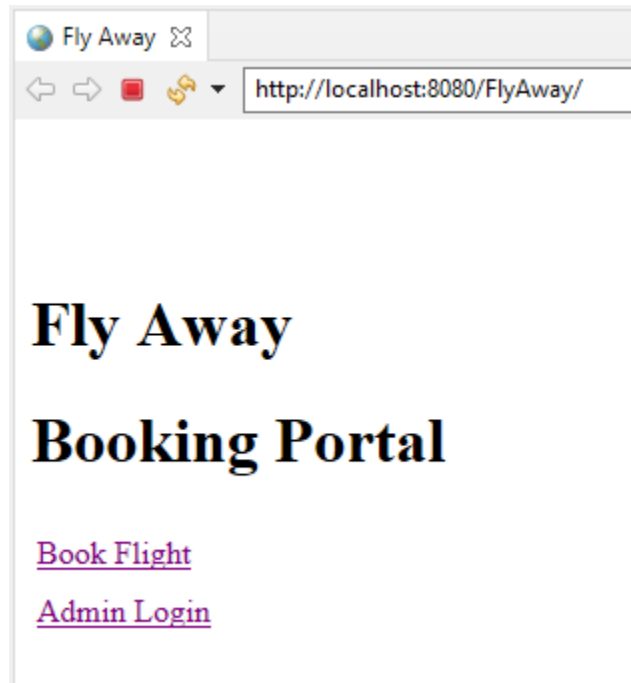 Fly Away
http://localhost:8080/FlyAway/
Fly Away
Booking Portal
Book Flight
Admin Login